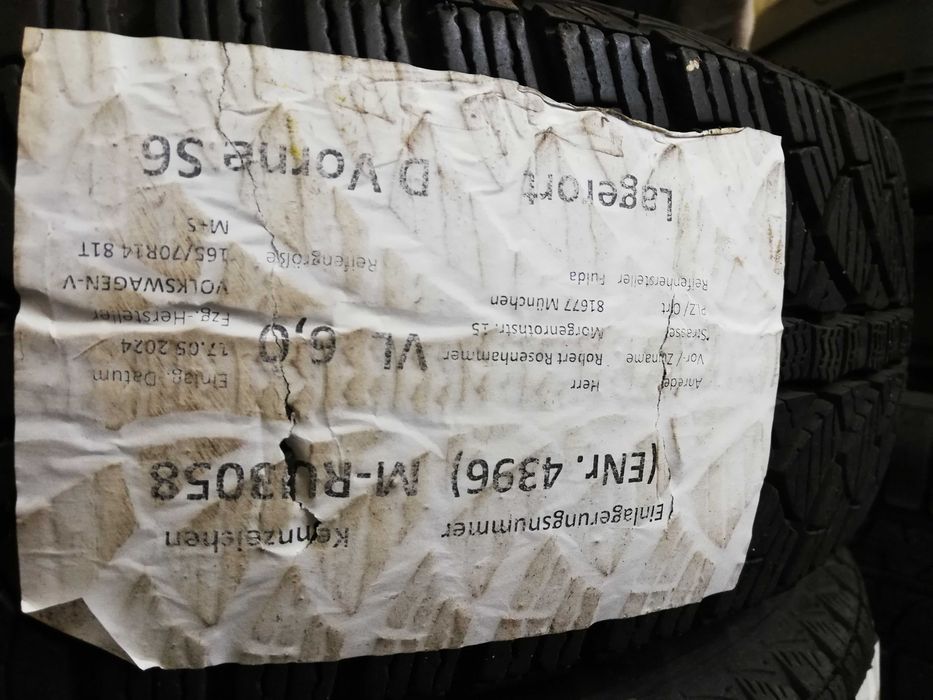 Einlagerungsnummer Kennzeichen
(ENr. 4396) M-RU3058
Anrede Herr Einlag. Datum
Vor-/Zuname Robert Rosenhammer VL 6,0 17.05.2024
Strasse Morgenrothstr. 15 Fzg.-Hersteller
PLZ/Ort 81677 München VOLKSWAGEN-V
Reifenhersteller Fulda Reifengröße 165/70R14 81T
M+S
Lagerort D Vorne S6